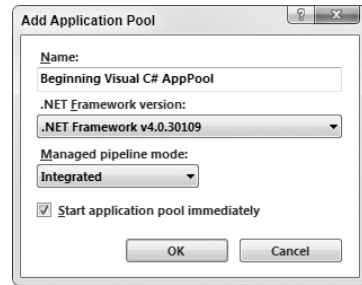 Add Application Pool
Name:
Beginning Visual C# AppPool
.NET Framework version:
.NET Framework v4.0.30109
Managed pipeline mode:
Integrated
Start application pool immediately
OK
Cancel